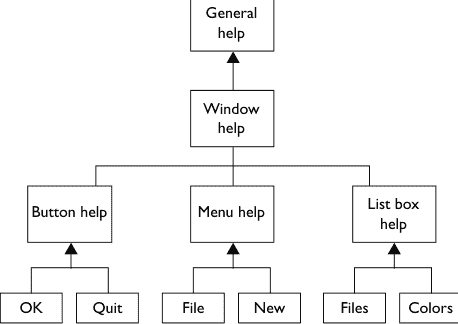 General
help
Window
help
Button help
Menu help
List box
help
OK
Quit
File
New
Files
Colors